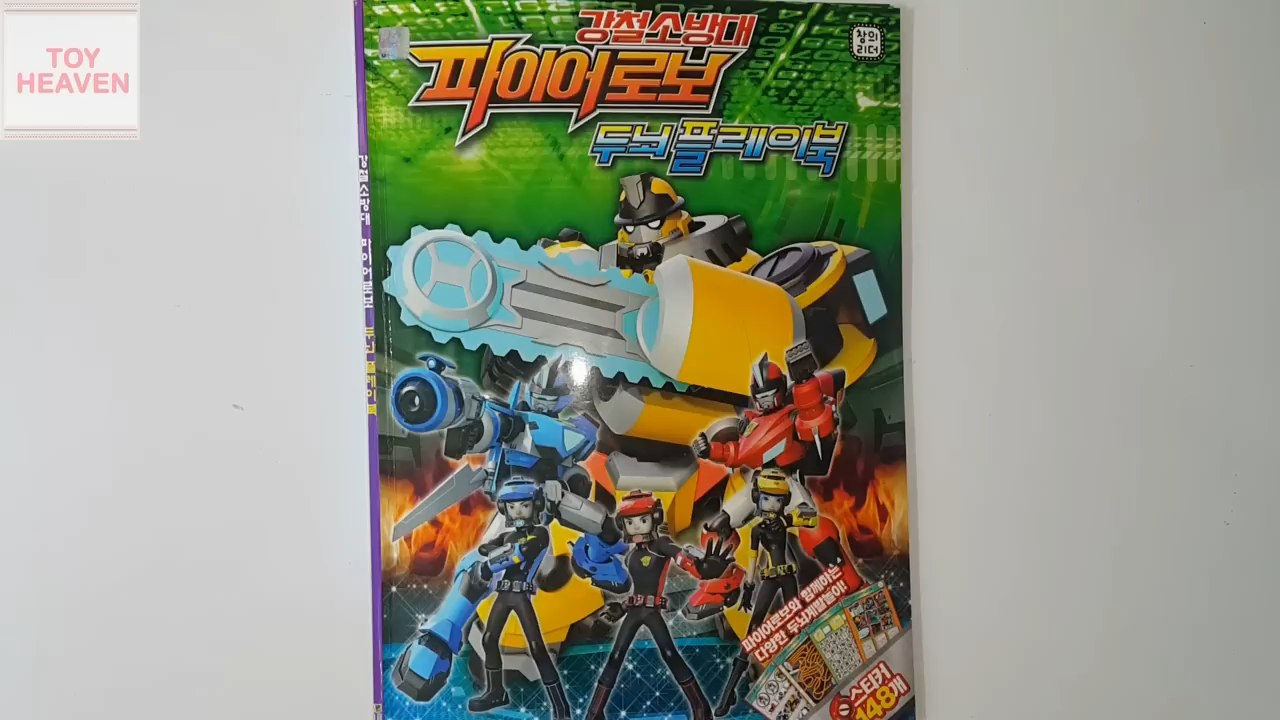 TOY
HEAVEN
강철소방대
파이어로보
두뇌 플레이북
창의
리더
강철소방대 파이어로보 두뇌 플레이북
파이어로보와 함께하는
다양한 두뇌개발놀이!
스티커
148개